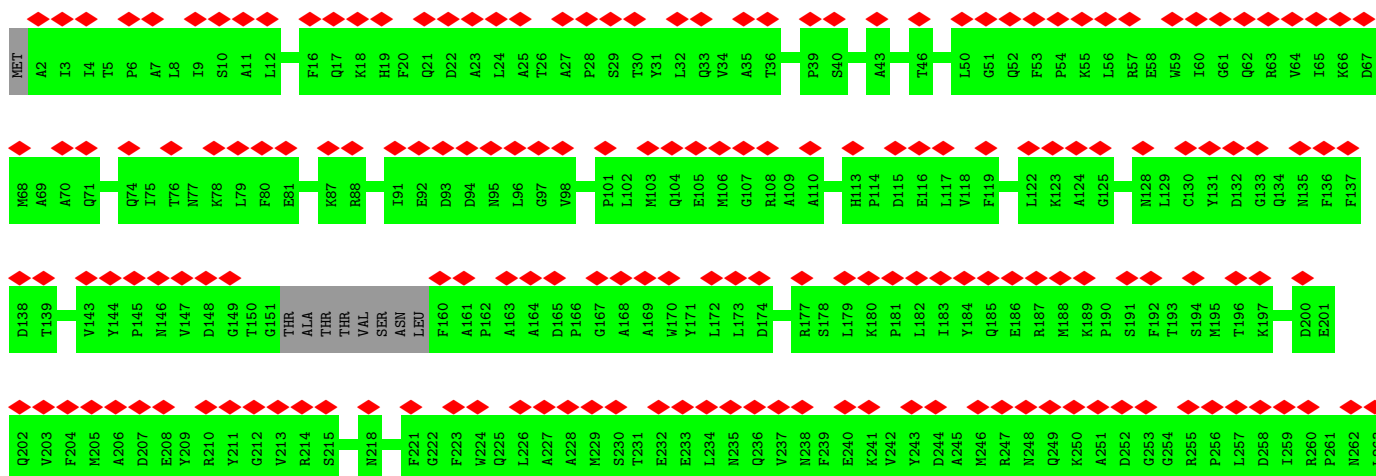 MET A2 I3 I4 T5 P6 A7 L8 I9 S10 A11 L12 F16 Q17 K18 H19 F20 Q21 D22 A23 L24 A25 T26 A27 P28 S29 T30 Y31 L32 Q33 V34 A35 T36 P39 S40 A43 T46 L50 G51 Q52 F53 P54 K55 L56 R57 E58 W59 I60 G61 Q62 R63 V64 I65 K66 D67
M68 A69 A70 Q71 Q74 I75 T76 N77 K78 L79 F80 E81 K87 R88 I91 E92 D93 D94 N95 L96 G97 V98 P101 L102 M103 Q104 E105 M106 G107 R108 A109 A110 H113 P114 D115 E116 L117 V118 F119 L122 K123 A124 G125 N128 L129 C130 Y131 D132 G133 Q134 N135 F136 F137
D138 T139 V143 Y144 P145 N146 V147 D148 G149 T150 G151 THR ALA THR THR VAL SER ASN LEU F160 A161 P162 A163 A164 D165 P166 G167 A168 A169 W170 Y171 L172 L173 D174 R177 S178 L179 K180 P181 L182 I183 Y184 Q185 E186 R187 M188 K189 P190 S191 F192 T193 S194 M195 T196 K197 D200 E201
Q202 V203 F204 M205 A206 D207 E208 Y209 R210 Y211 G212 V213 R214 S215 N218 F221 G222 F223 W224 Q225 L226 A227 A228 M229 S230 T231 E232 E233 L234 N235 Q236 V237 N238 F239 E240 K241 V242 Y243 D244 A245 M246 R247 N248 Q249 K250 A251 D252 G253 G254 R255 P256 L257 D258 I259 R260 P261 N262